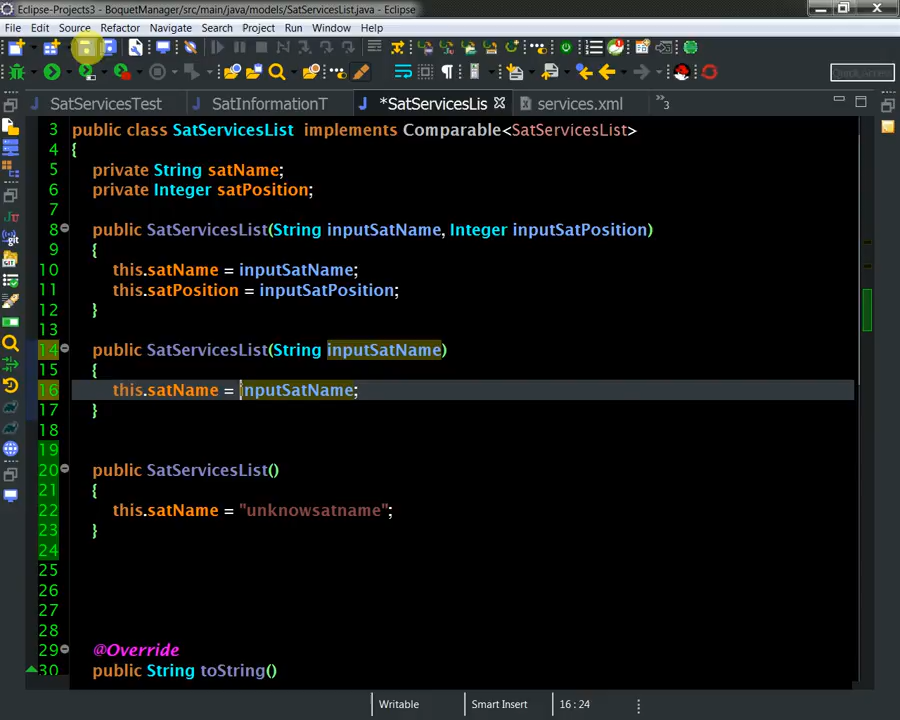 Eclipse-Projects3 - BoquetManager/src/main/java/models/SatServicesList.java - Eclipse
File Edit Source Refactor Navigate Search Project Run Window Help
Quick Access
SatServicesTest SatInformationT *SatServicesLis services.xml 3
3 public class SatServicesList implements Comparable<SatServicesList>
4 {
5 private String satName;
6 private Integer satPosition;
7
8 public SatServicesList(String inputSatName, Integer inputSatPosition)
9 {
10 this.satName = inputSatName;
11 this.satPosition = inputSatPosition;
12 }
13
14 public SatServicesList(String inputSatName)
15 {
16 this.satName = inputSatName;
17 }
18
19
20 public SatServicesList()
21 {
22 this.satName = "unknowsatname";
23 }
24
25
26
27
28
29 @Override
30 public String toString()
Writable Smart Insert 16 : 24